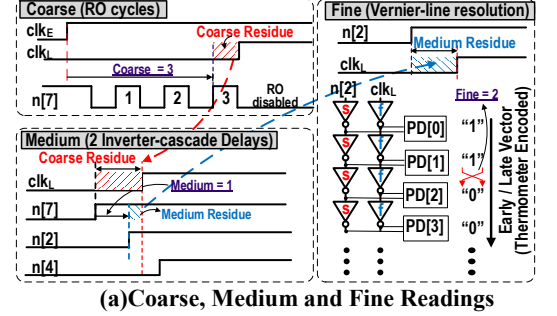 Coarse (RO cycles)
clkE
clkL
Coarse Residue
Coarse = 3
n[7]
1
2
3
RO
disabled
Medium (2 Inverter-cascade Delays)
Coarse Residue
clkL
Medium = 1
n[7]
Medium Residue
n[2]
n[4]
Fine (Vernier-line resolution)
n[2]
Medium Residue
clkL
n[2] clkL
Fine = 2
S f PD[0] “1”
S f PD[1] “1”
S f PD[2] “0”
S f PD[3] “0”
Early / Late Vector
(Thermometer Encoded)
(a)Coarse, Medium and Fine Readings